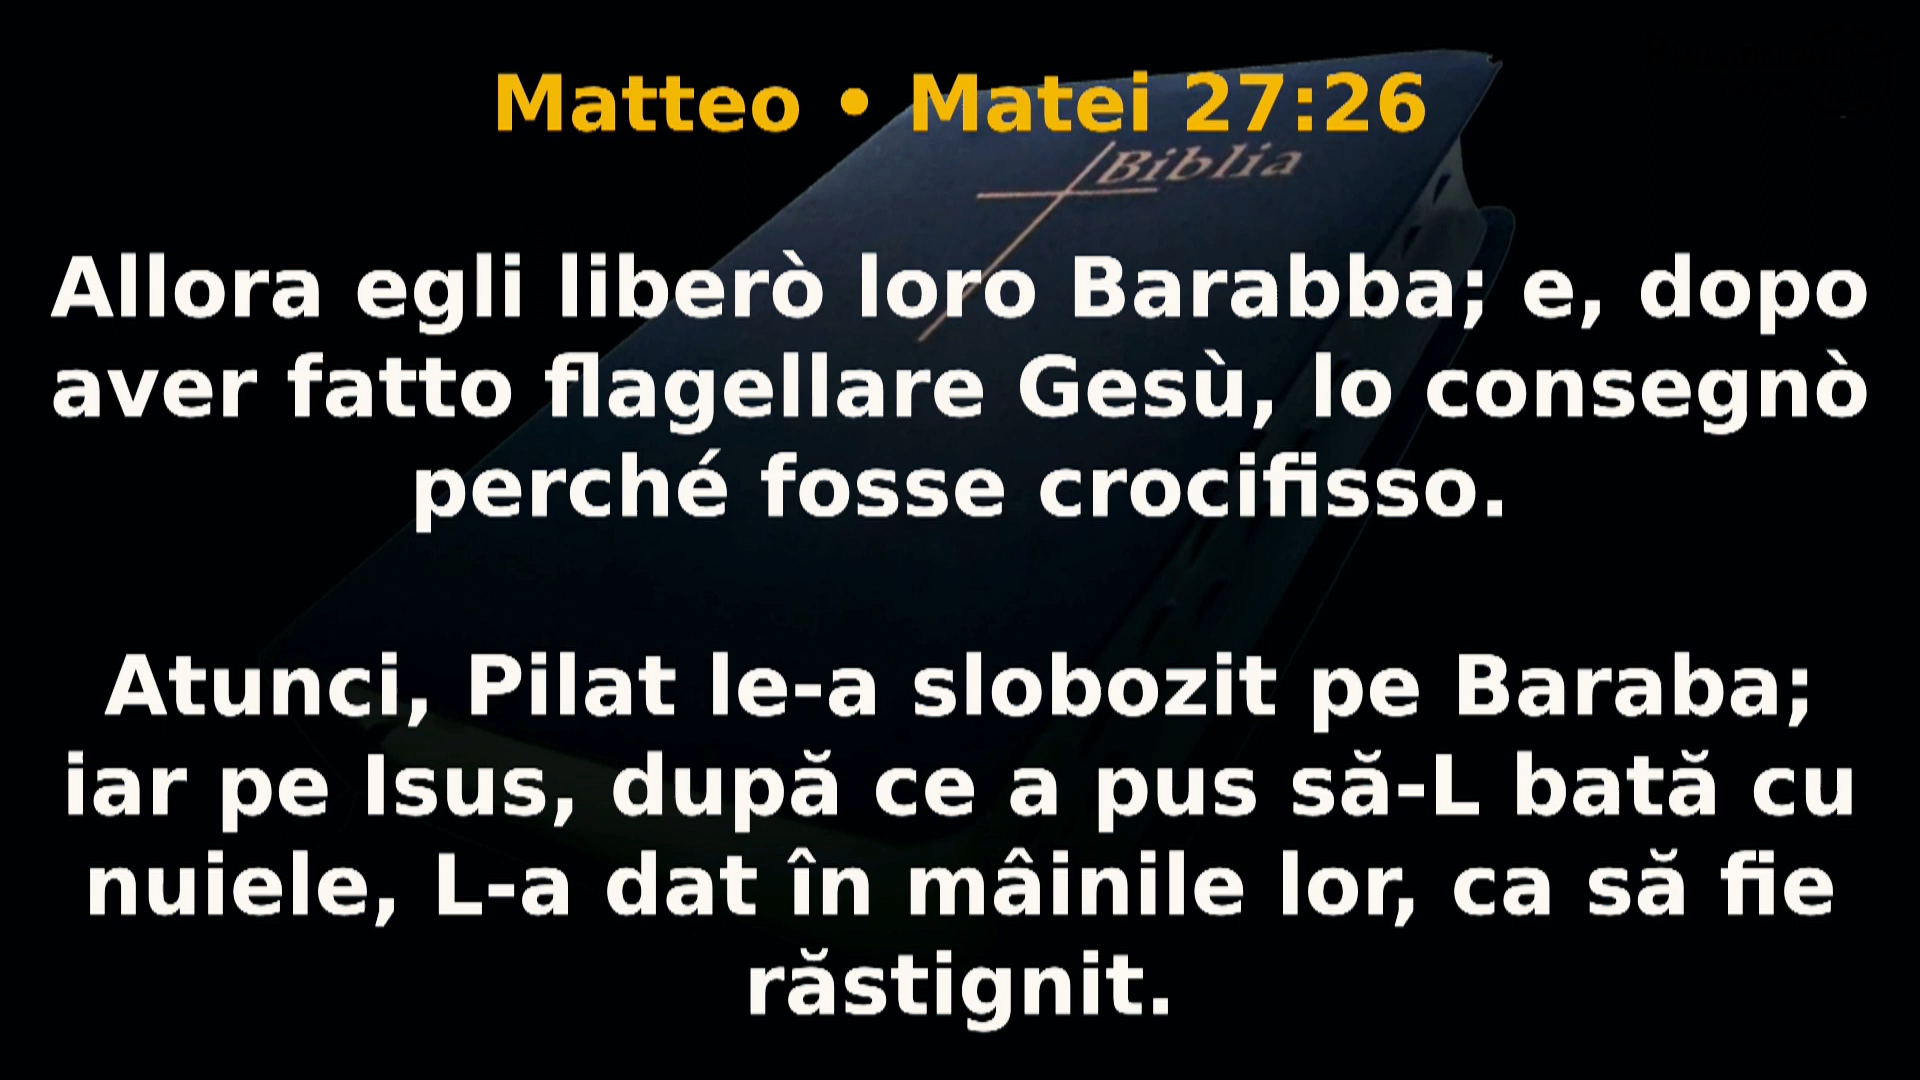 Matteo • Matei 27:26
Biblia
Allora egli liberò loro Barabba; e, dopo
aver fatto flagellare Gesù, lo consegnò
perché fosse crocifisso.
Atunci, Pilat le-a slobozit pe Baraba;
iar pe Isus, după ce a pus să-L bată cu
nuiele, L-a dat în mâinile lor, ca să fie
răstignit.